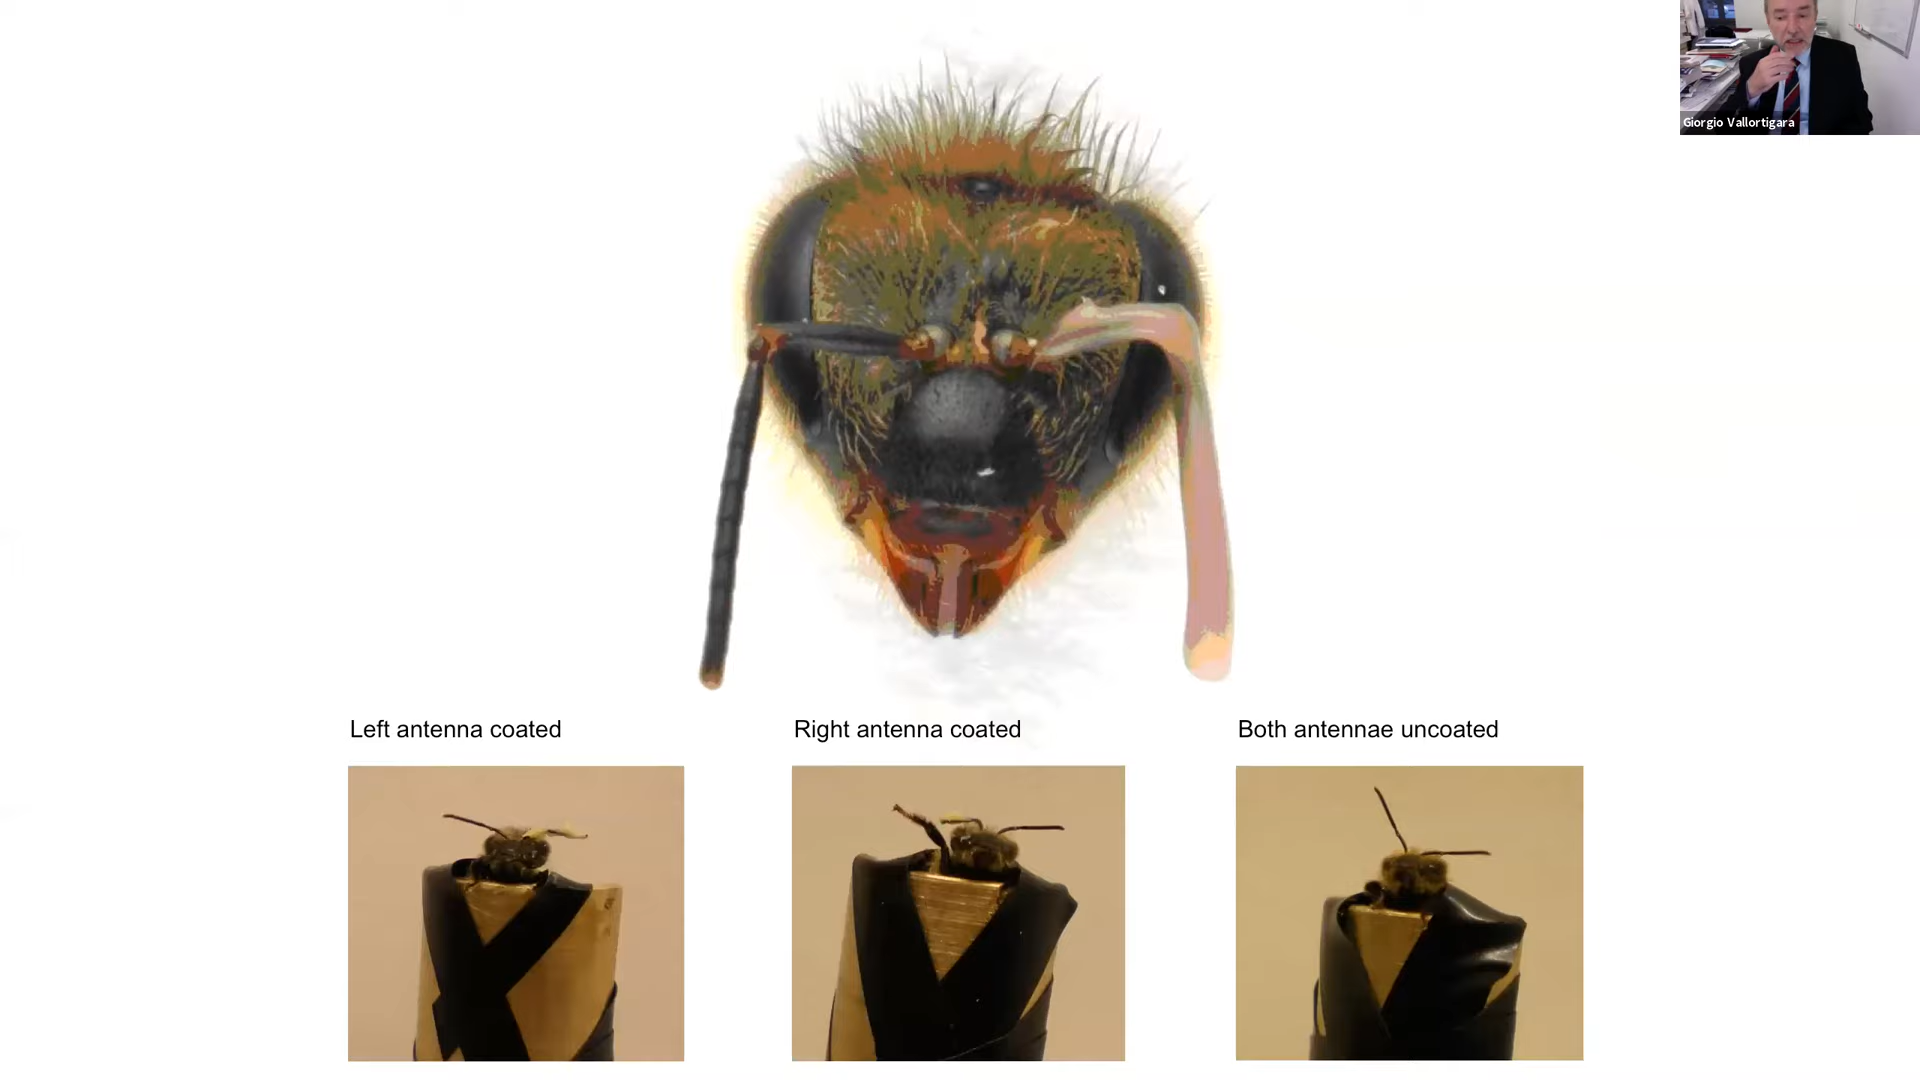 Giorgio Vallortigara
Left antenna coated
Right antenna coated
Both antennae uncoated